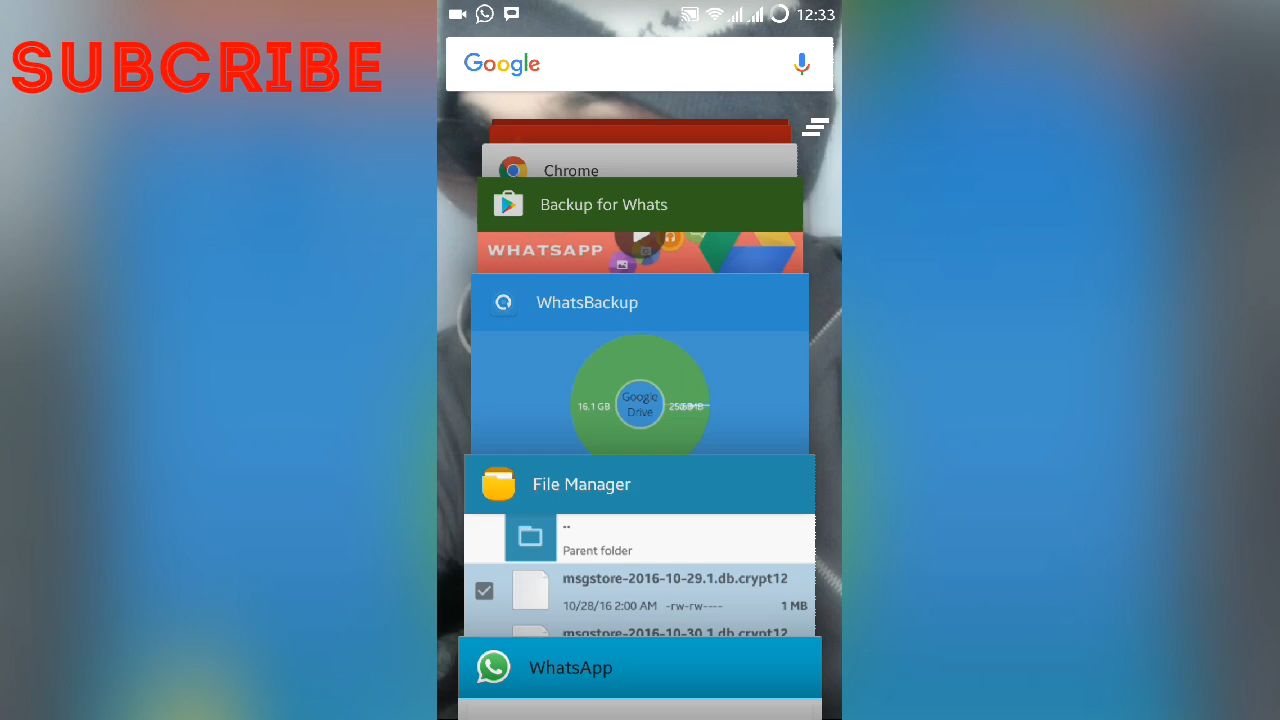 SUBCRIBE
12:33
Google
Chrome
Backup for Whats
WHATSAPP
WhatsBackup
16.1 GB
Google
Drive
File Manager
..
Parent folder
msgstore-2016-10-29.1.db.crypt12
10/28/16 2:00 AM -rw-rw---- 1 MB
msgstore-2016-10-30.1.db.crypt12
WhatsApp